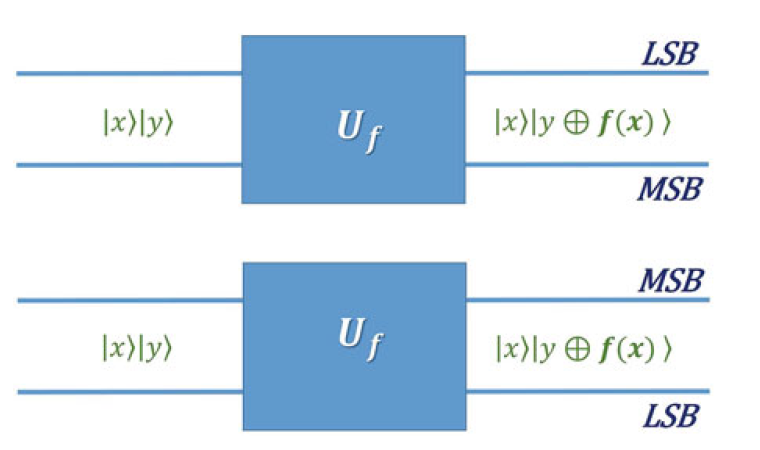 LSB
|x⟩|y⟩ U_f |x⟩|y ⊕ f(x) ⟩
MSB
MSB
|x⟩|y⟩ U_f |x⟩|y ⊕ f(x) ⟩
LSB